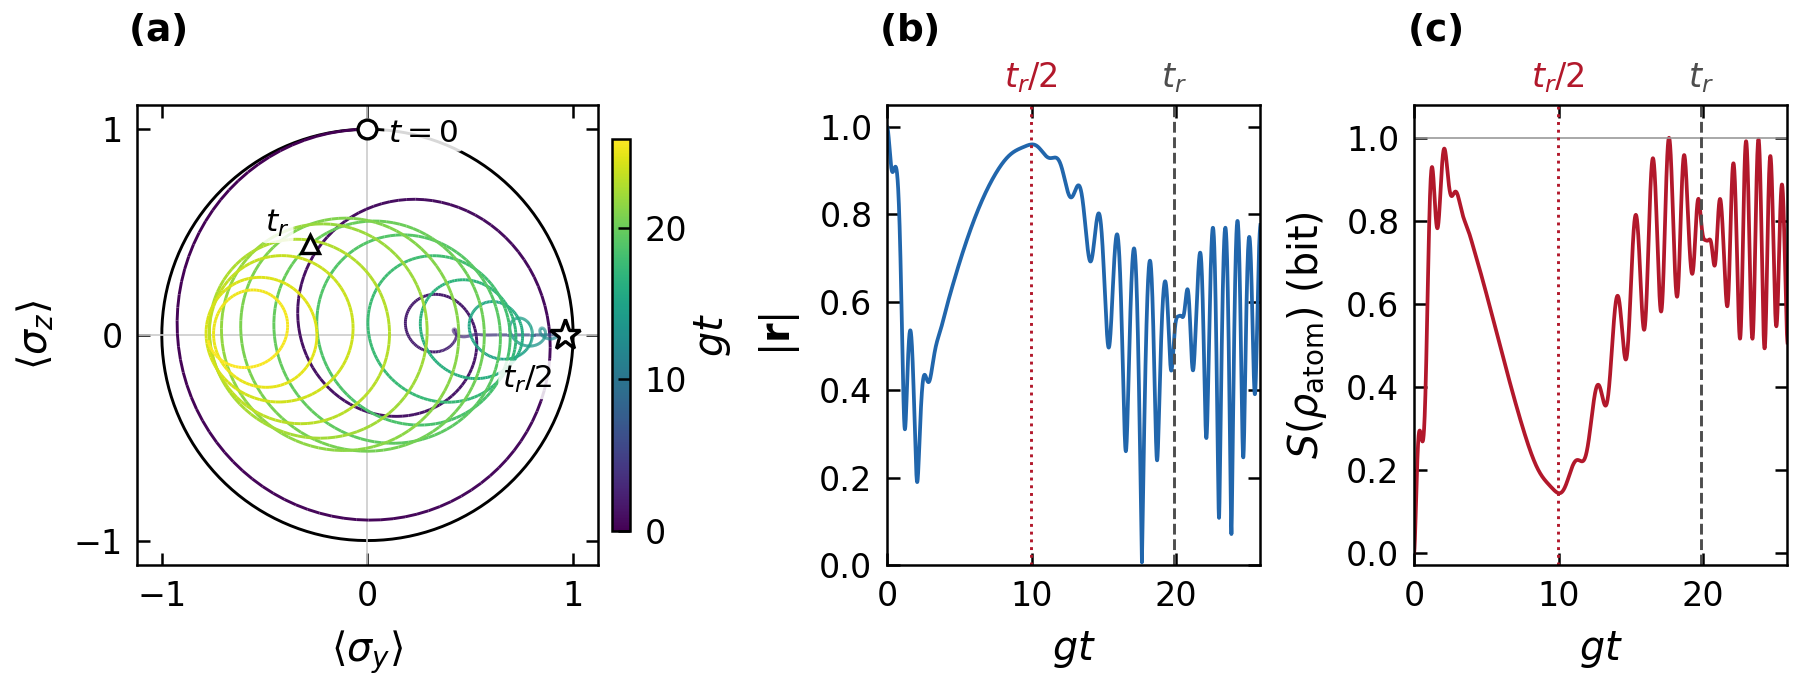 (a)
(b)
(c)
t_r/2
t_r
t_r/2
t_r
1
0
−1
⟨σ_z⟩
t = 0
t_r
t_r/2
−1
0
1
⟨σ_y⟩
20
10
0
gt
1.0
0.8
0.6
0.4
0.2
0.0
|r|
0
10
20
gt
1.0
0.8
0.6
0.4
0.2
0.0
S(ρ_atom) (bit)
0
10
20
gt